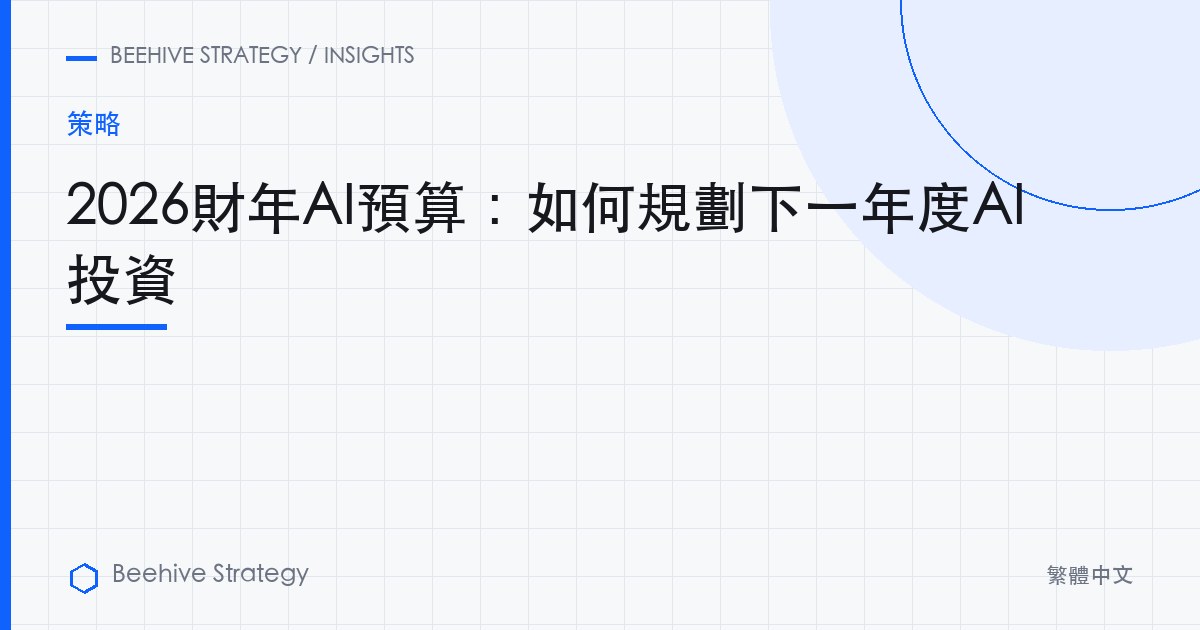 BEEHIVE STRATEGY / INSIGHTS
策略
2026財年AI預算：如何規劃下一年度AI
投資
Beehive Strategy
繁體中文